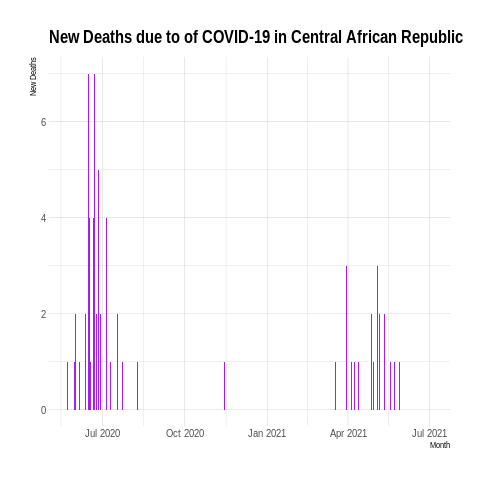 New Deaths due to of COVID-19 in Central African Republic
New Deaths
6
4
2
0
Jul 2020 Oct 2020 Jan 2021 Apr 2021 Jul 2021
Month